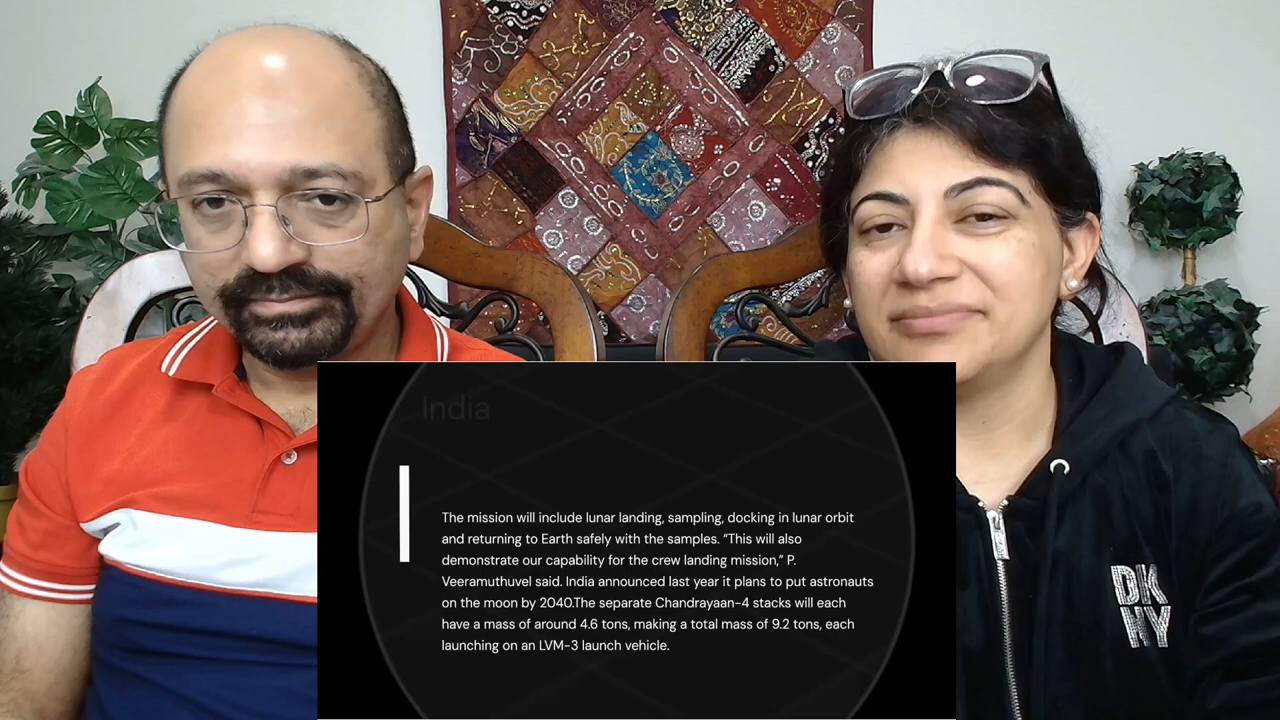 India
The mission will include lunar landing, sampling, docking in lunar orbit
and returning to Earth safely with the samples. “This will also
demonstrate our capability for the crew landing mission,” P.
Veeramuthuvel said. India announced last year it plans to put astronauts
on the moon by 2040.The separate Chandrayaan-4 stacks will each
have a mass of around 4.6 tons, making a total mass of 9.2 tons, each
launching on an LVM-3 launch vehicle.
DK
NY